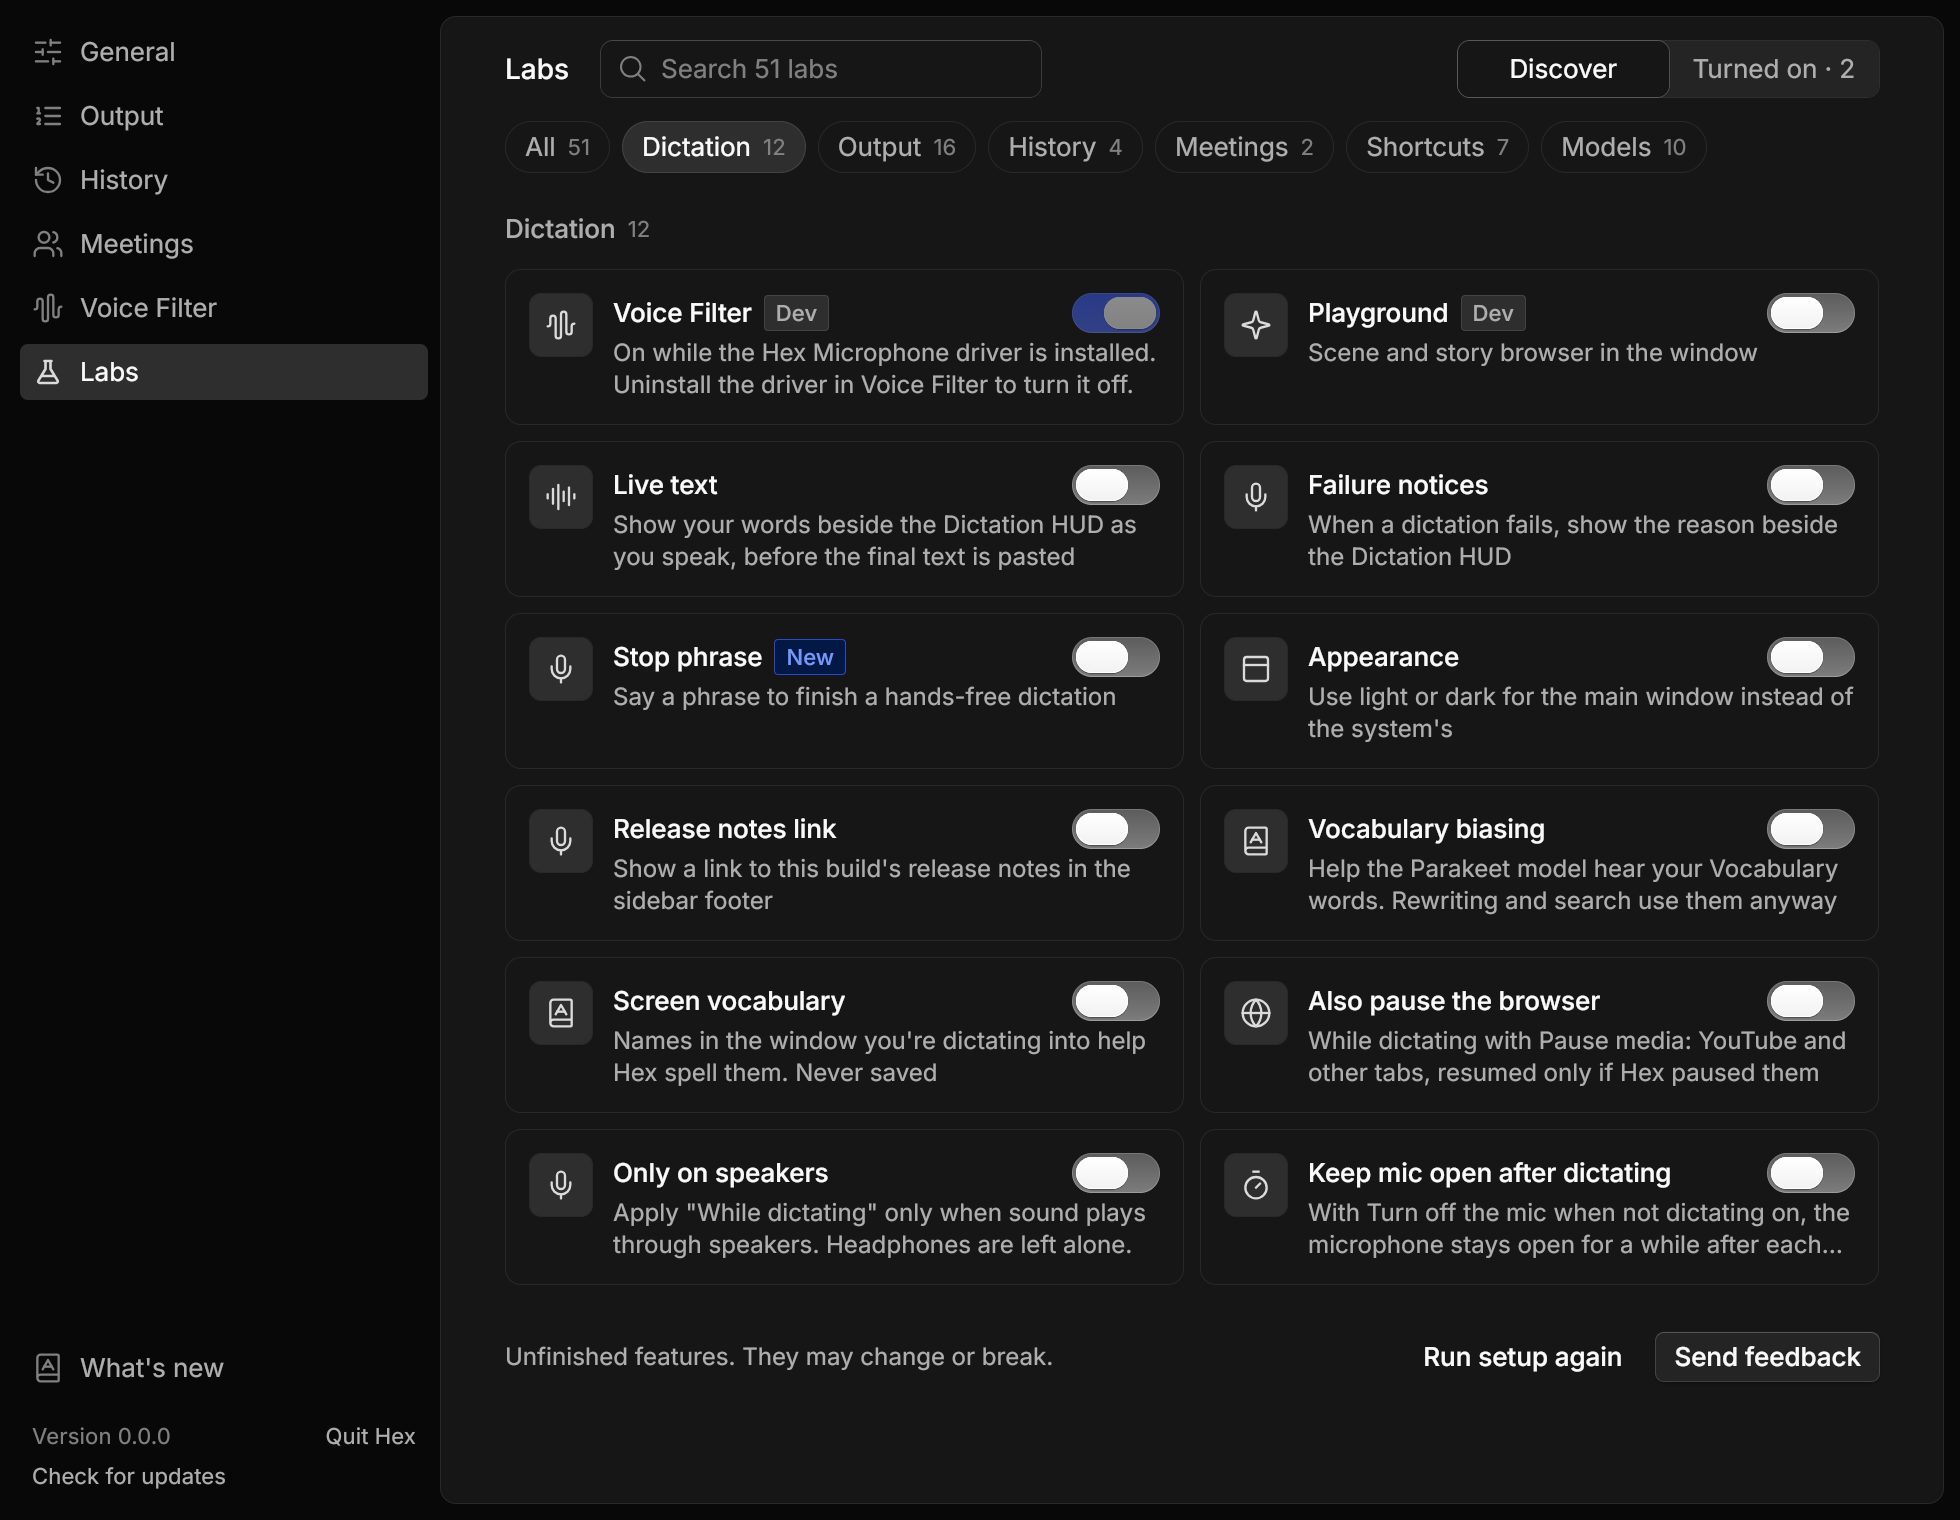 General
Output
History
Meetings
Voice Filter
Labs
What's new
Version 0.0.0
Quit Hex
Check for updates
Labs
Search 51 labs
Discover
Turned on · 2
All 51
Dictation 12
Output 16
History 4
Meetings 2
Shortcuts 7
Models 10
Dictation 12
Voice Filter Dev
On while the Hex Microphone driver is installed.
Uninstall the driver in Voice Filter to turn it off.
Playground Dev
Scene and story browser in the window
Live text
Show your words beside the Dictation HUD as
you speak, before the final text is pasted
Failure notices
When a dictation fails, show the reason beside
the Dictation HUD
Stop phrase New
Say a phrase to finish a hands-free dictation
Appearance
Use light or dark for the main window instead of
the system's
Release notes link
Show a link to this build's release notes in the
sidebar footer
Vocabulary biasing
Help the Parakeet model hear your Vocabulary
words. Rewriting and search use them anyway
Screen vocabulary
Names in the window you're dictating into help
Hex spell them. Never saved
Also pause the browser
While dictating with Pause media: YouTube and
other tabs, resumed only if Hex paused them
Only on speakers
Apply "While dictating" only when sound plays
through speakers. Headphones are left alone.
Keep mic open after dictating
With Turn off the mic when not dictating on, the
microphone stays open for a while after each...
Unfinished features. They may change or break.
Run setup again
Send feedback